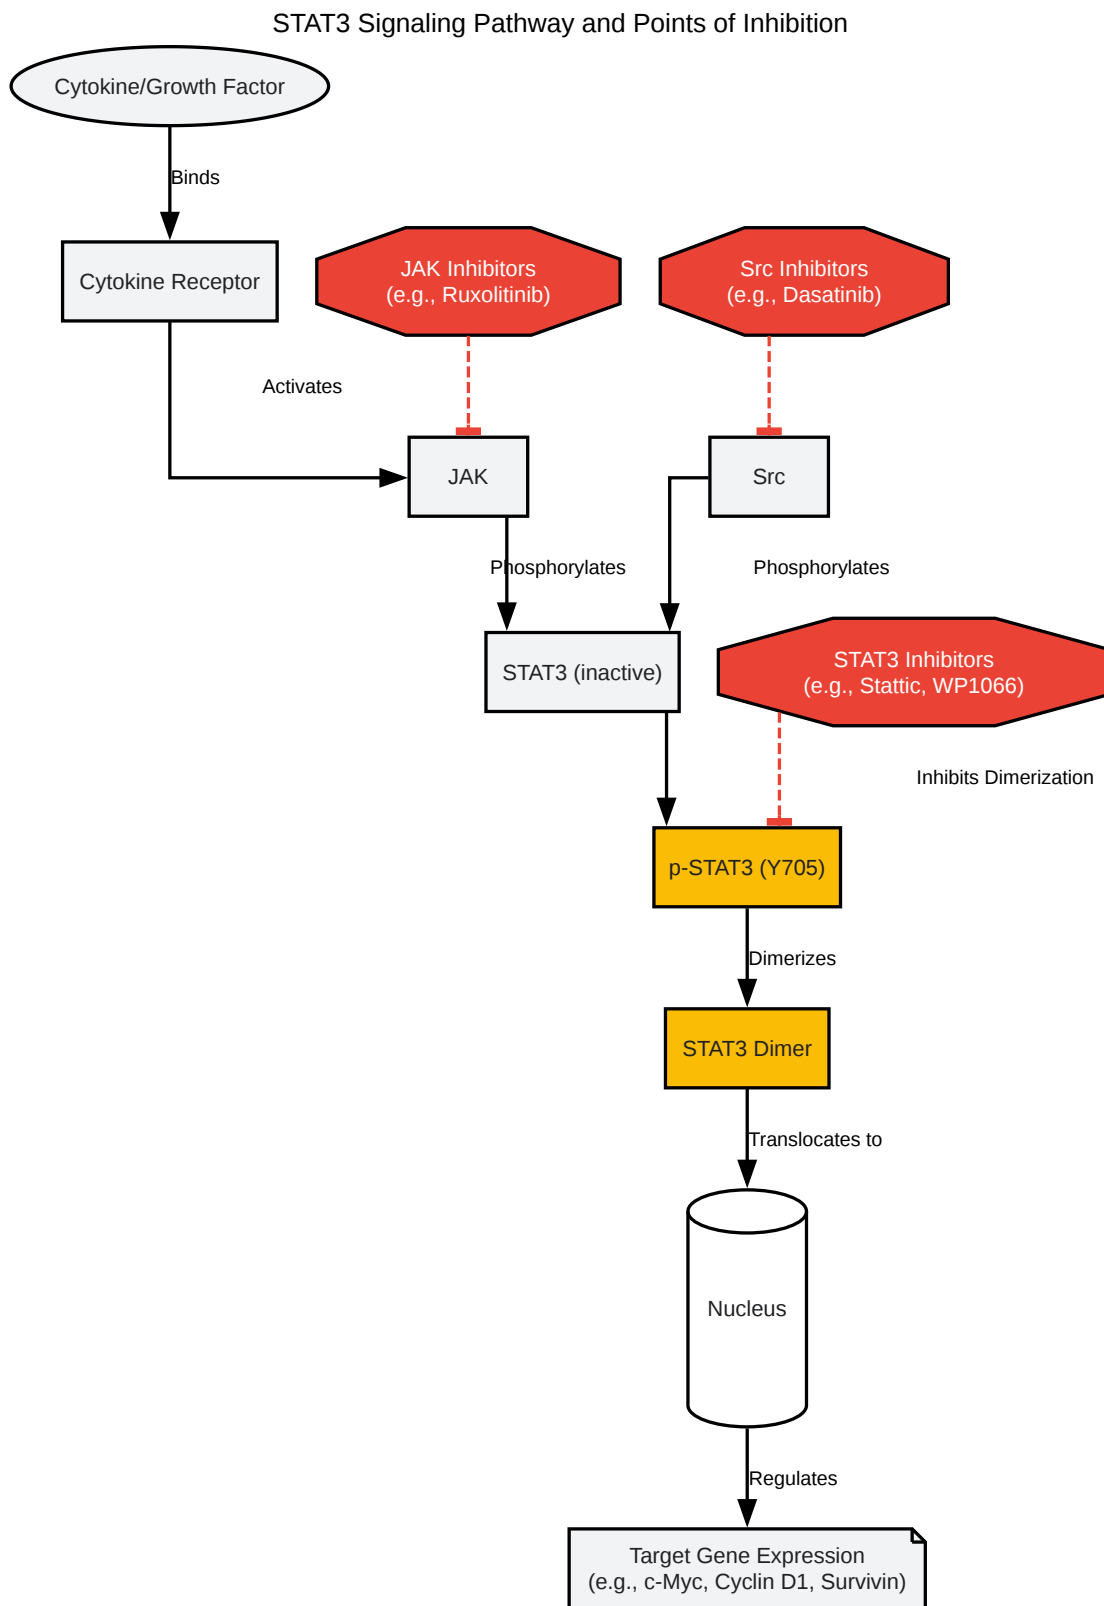 STAT3 Signaling Pathway and Points of Inhibition
Cytokine/Growth Factor
Binds
Cytokine Receptor
JAK Inhibitors
(e.g., Ruxolitinib)
Src Inhibitors
(e.g., Dasatinib)
Activates
JAK
Src
Phosphorylates
Phosphorylates
STAT3 (inactive)
STAT3 Inhibitors
(e.g., Stattic, WP1066)
Inhibits Dimerization
p-STAT3 (Y705)
Dimerizes
STAT3 Dimer
Translocates to
Nucleus
Regulates
Target Gene Expression
(e.g., c-Myc, Cyclin D1, Survivin)